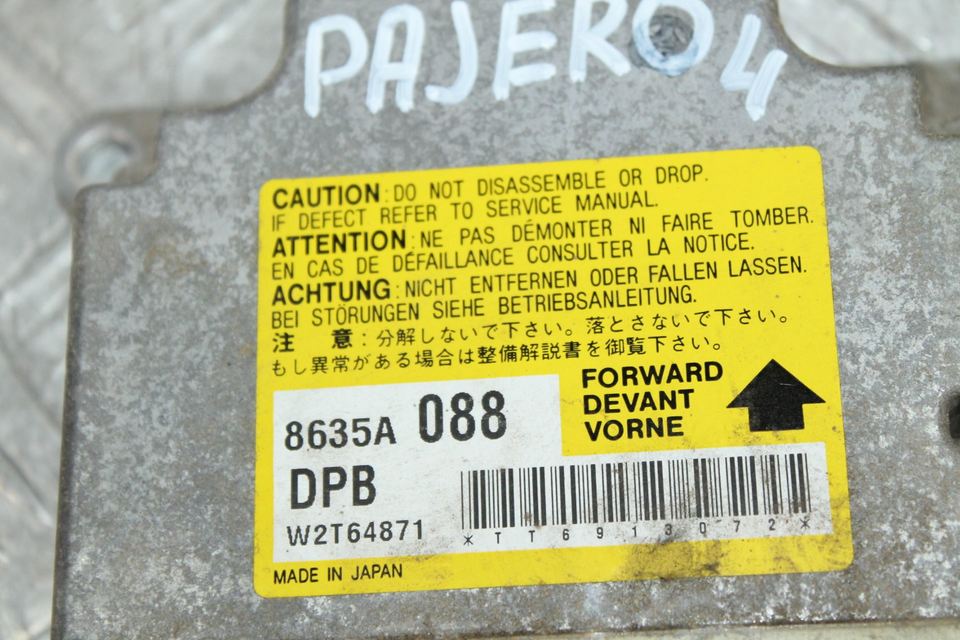 PAJERO 4
CAUTION : DO NOT DISASSEMBLE OR DROP.
IF DEFECT REFER TO SERVICE MANUAL.
ATTENTION : NE PAS DÉMONTER NI FAIRE TOMBER.
EN CAS DE DÉFAILLANCE CONSULTER LA NOTICE.
ACHTUNG : NICHT ENTFERNEN ODER FALLEN LASSEN.
BEI STÖRUNGEN SIEHE BETRIEBSANLEITUNG.
注 意 : 分解しないで下さい。落とさないで下さい。
もし異常がある場合は整備解説書を御覧下さい。
FORWARD
DEVANT
VORNE
8635A 088
DPB
W2T64871
*TT6913072*
MADE IN JAPAN